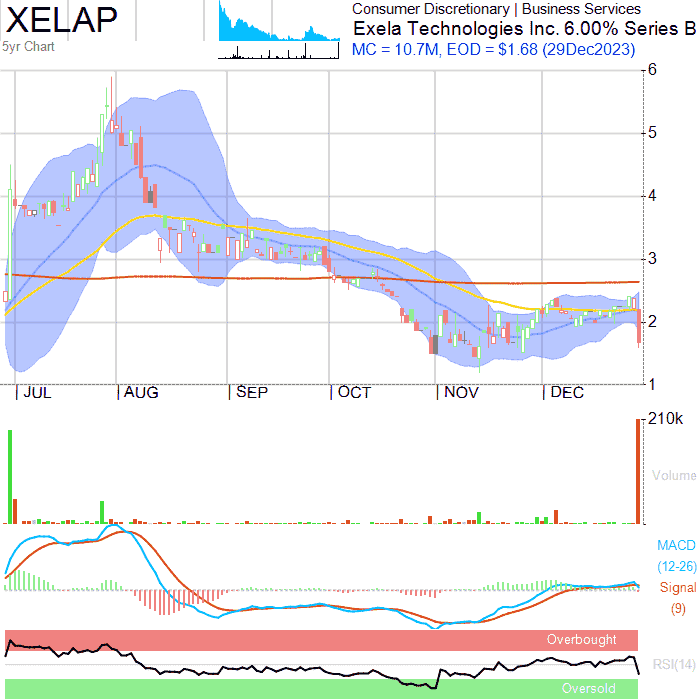 XELAP
5yr Chart
Consumer Discretionary | Business Services
Exela Technologies Inc. 6.00% Series B
MC = 10.7M, EOD = $1.68 (29Dec2023)
6
5
4
3
2
1
JUL AUG SEP OCT NOV DEC
210k
Volume
MACD
(12-26)
Signal
(9)
Overbought
RSI(14)
Oversold